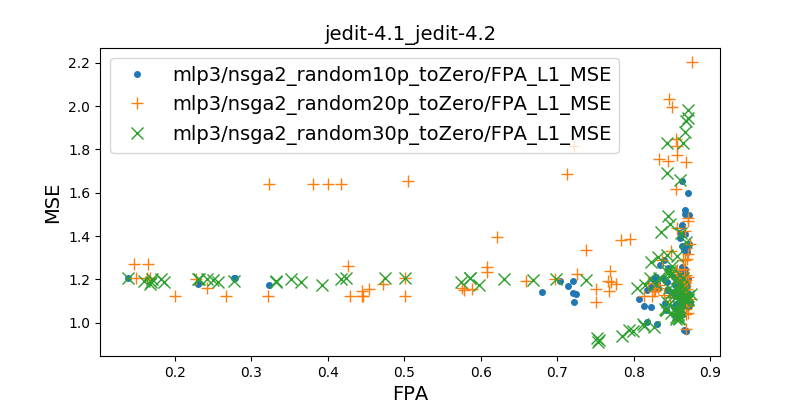 jedit-4.1_jedit-4.2
mlp3/nsga2_random10p_toZero/FPA_L1_MSE
mlp3/nsga2_random20p_toZero/FPA_L1_MSE
mlp3/nsga2_random30p_toZero/FPA_L1_MSE
MSE
2.2
2.0
1.8
1.6
1.4
1.2
1.0
0.2 0.3 0.4 0.5 0.6 0.7 0.8 0.9
FPA